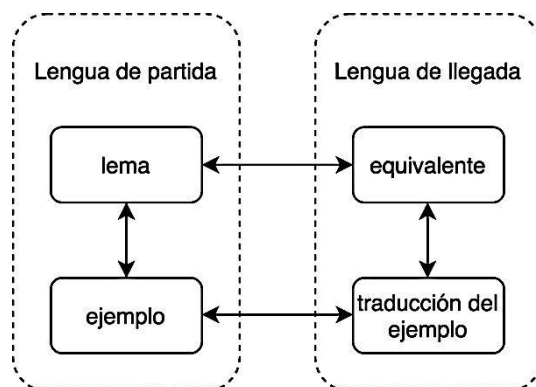 Lengua de partida
Lengua de llegada
lema
equivalente
ejemplo
traducción del
ejemplo